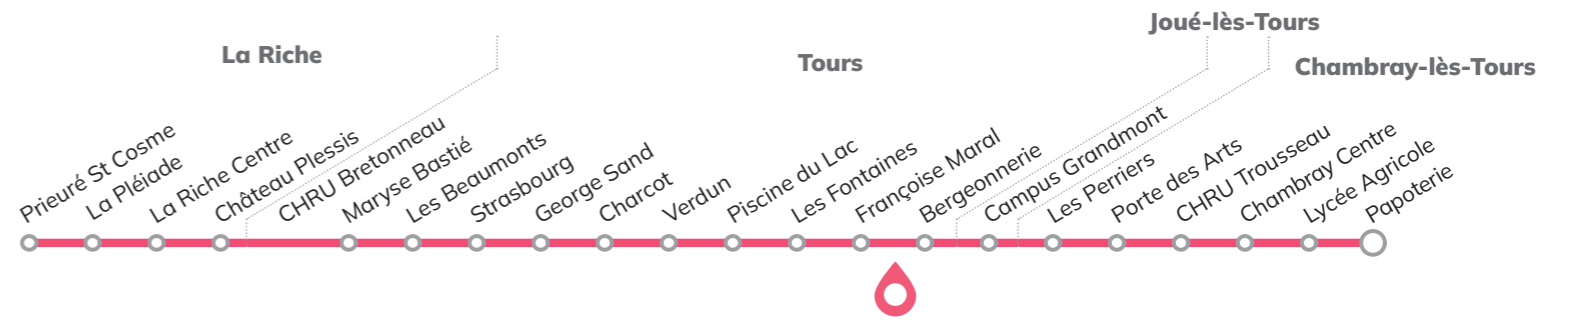 La Riche
Tours
Joué-lès-Tours
Chambray-lès-Tours
Prieuré St Cosme
La Pléiade
La Riche Centre
Château Plessis
CHRU Bretonneau
Maryse Bastié
Les Beaumonts
Strasbourg
George Sand
Charcot
Verdun
Piscine du Lac
Les Fontaines
Françoise Maral
Bergeonnerie
Campus Grandmont
Les Perriers
Porte des Arts
CHRU Trousseau
Chambray Centre
Lycée Agricole
Papoterie